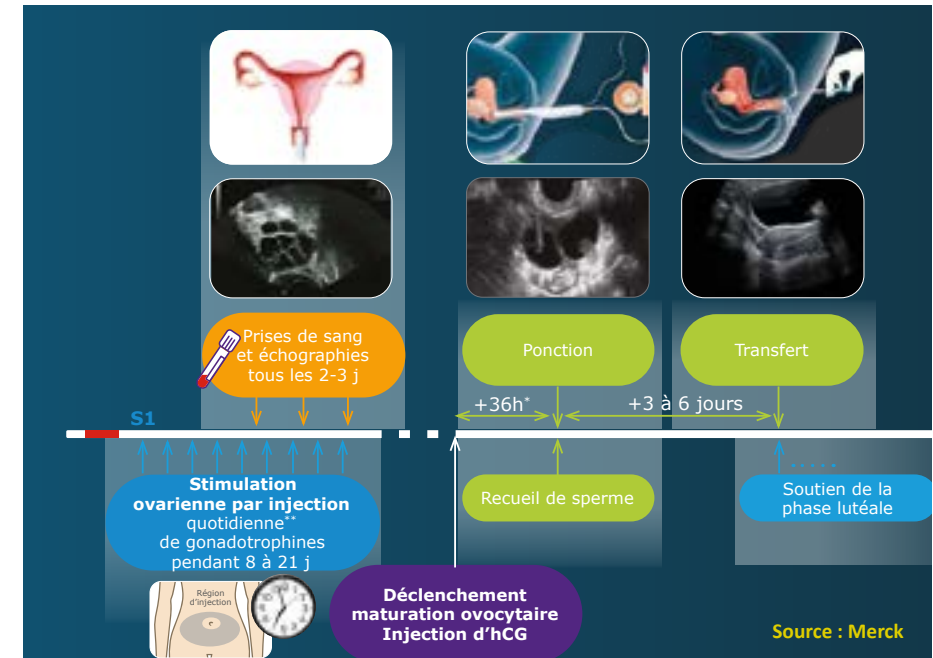 Prises de sang
et échographies
tous les 2-3 j
Ponction
Transfert
+36h*
+3 à 6 jours
S1
Stimulation
ovarienne par injection
quotidienne**
de gonadotrophines
pendant 8 à 21 j
Recueil de sperme
Soutien de la
phase lutéale
Région
d'injection
Déclenchement
maturation ovocytaire
Injection d'hCG
Source : Merck